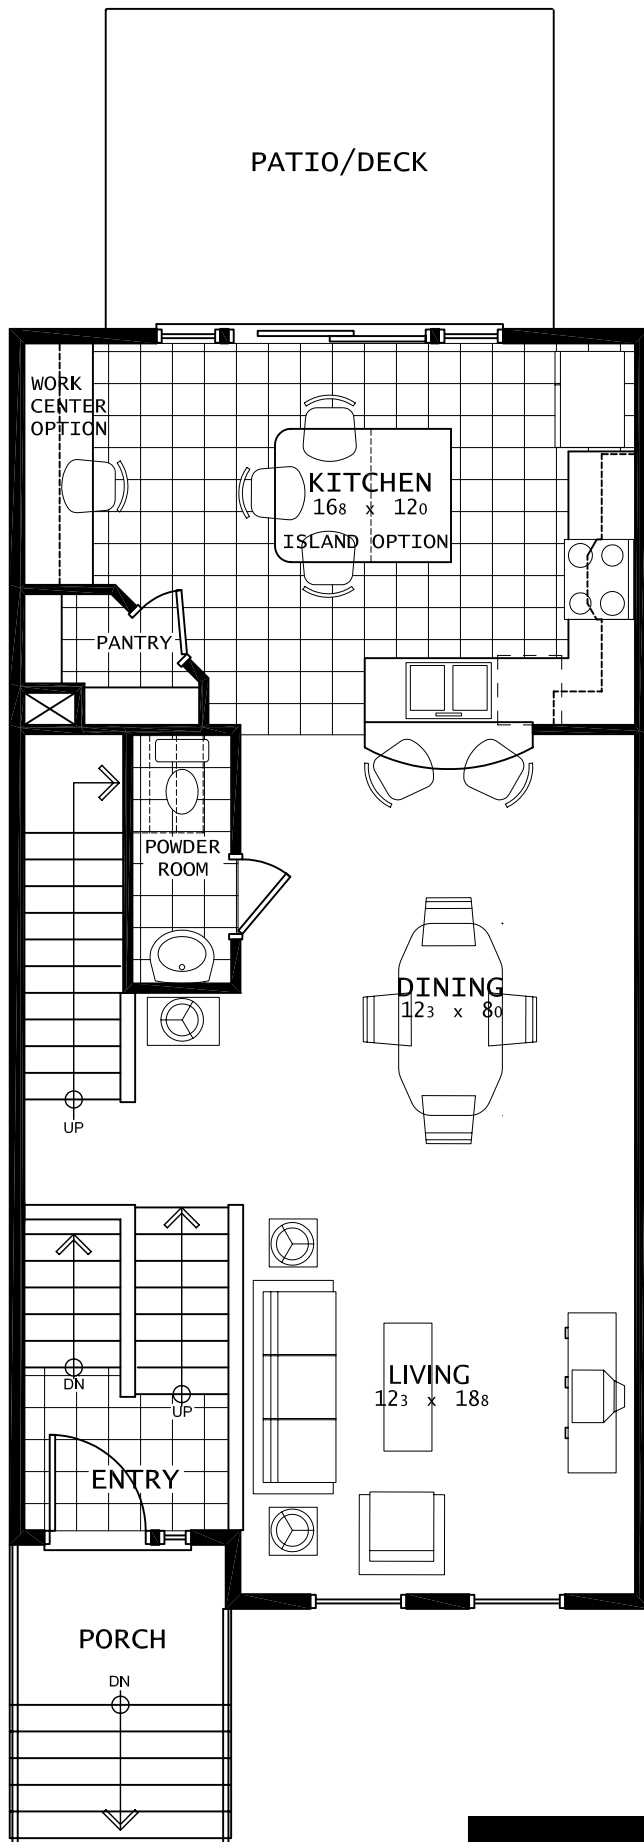 PATIO/DECK
WORK
CENTER
OPTION
KITCHEN
168 x 120
ISLAND OPTION
PANTRY
POWDER
ROOM
DINING
123 x 80
UP
LIVING
123 x 188
DN
UP
ENTRY
PORCH
DN